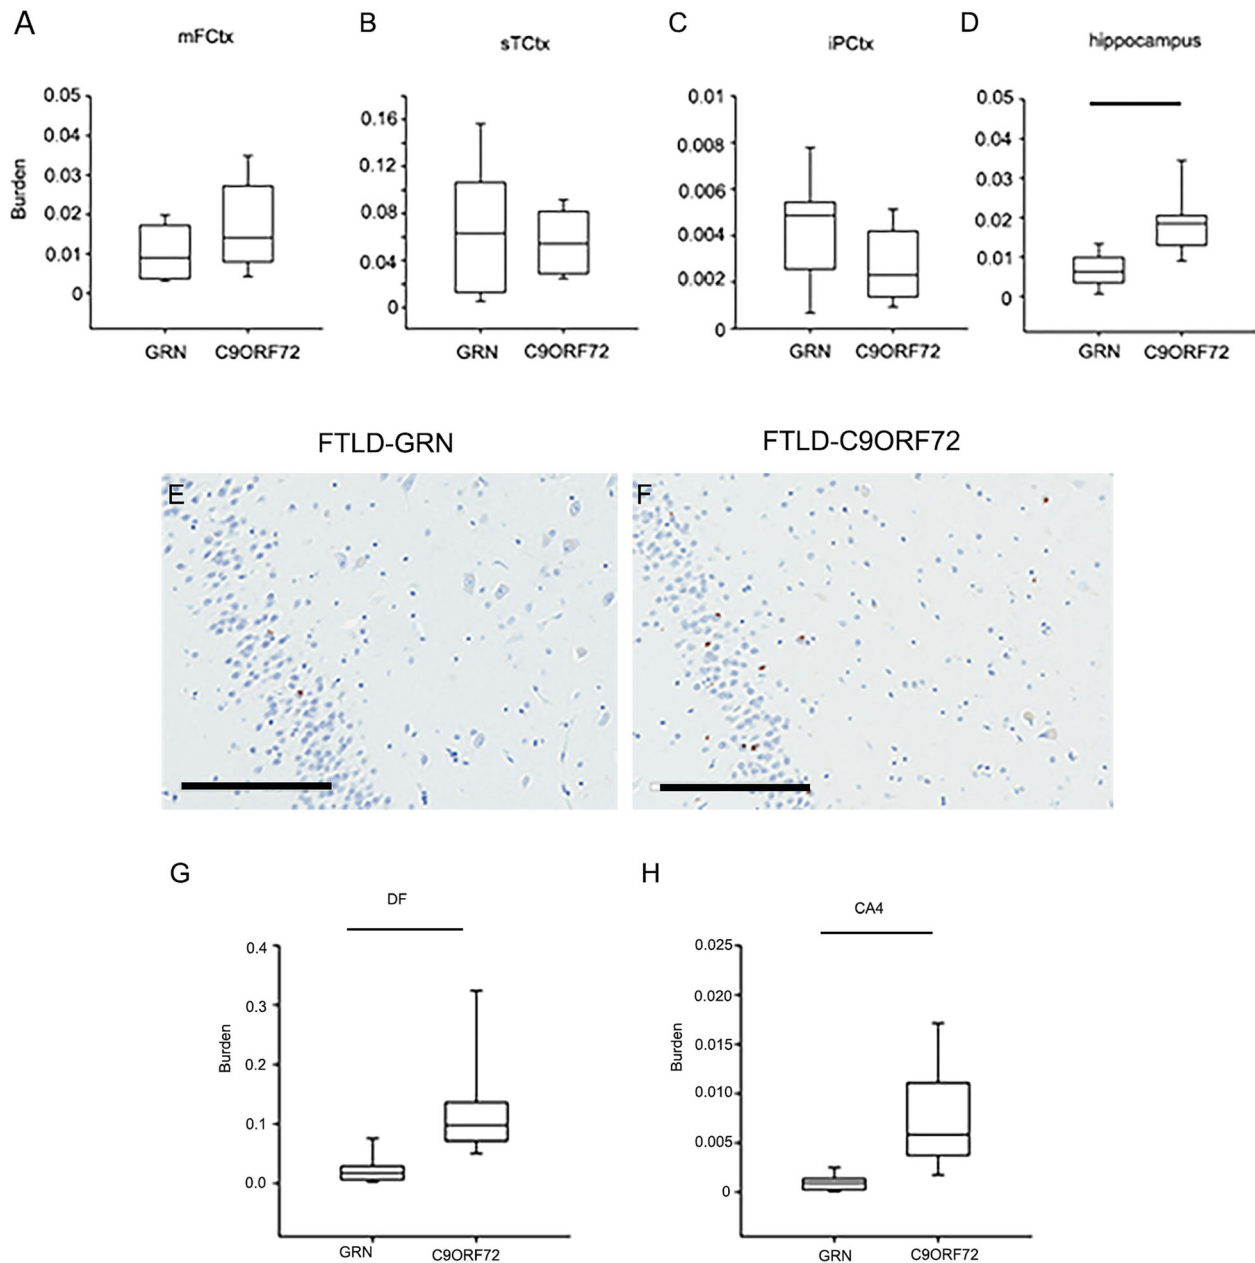 A
mFCtx
Burden
0.05
0.04
0.03
0.02
0.01
0
GRN C9ORF72
B
sTCtx
0.16
0.12
0.08
0.04
0
GRN C9ORF72
C
iPCtx
0.01
0.008
0.006
0.004
0.002
0
GRN C9ORF72
D
hippocampus
0.05
0.04
0.03
0.02
0.01
0
GRN C9ORF72
FTLD-GRN
FTLD-C9ORF72
E
F
G
DF
Burden
0.4
0.3
0.2
0.1
0.0
GRN C9ORF72
H
CA4
Burden
0.025
0.020
0.015
0.010
0.005
0
GRN C9ORF72